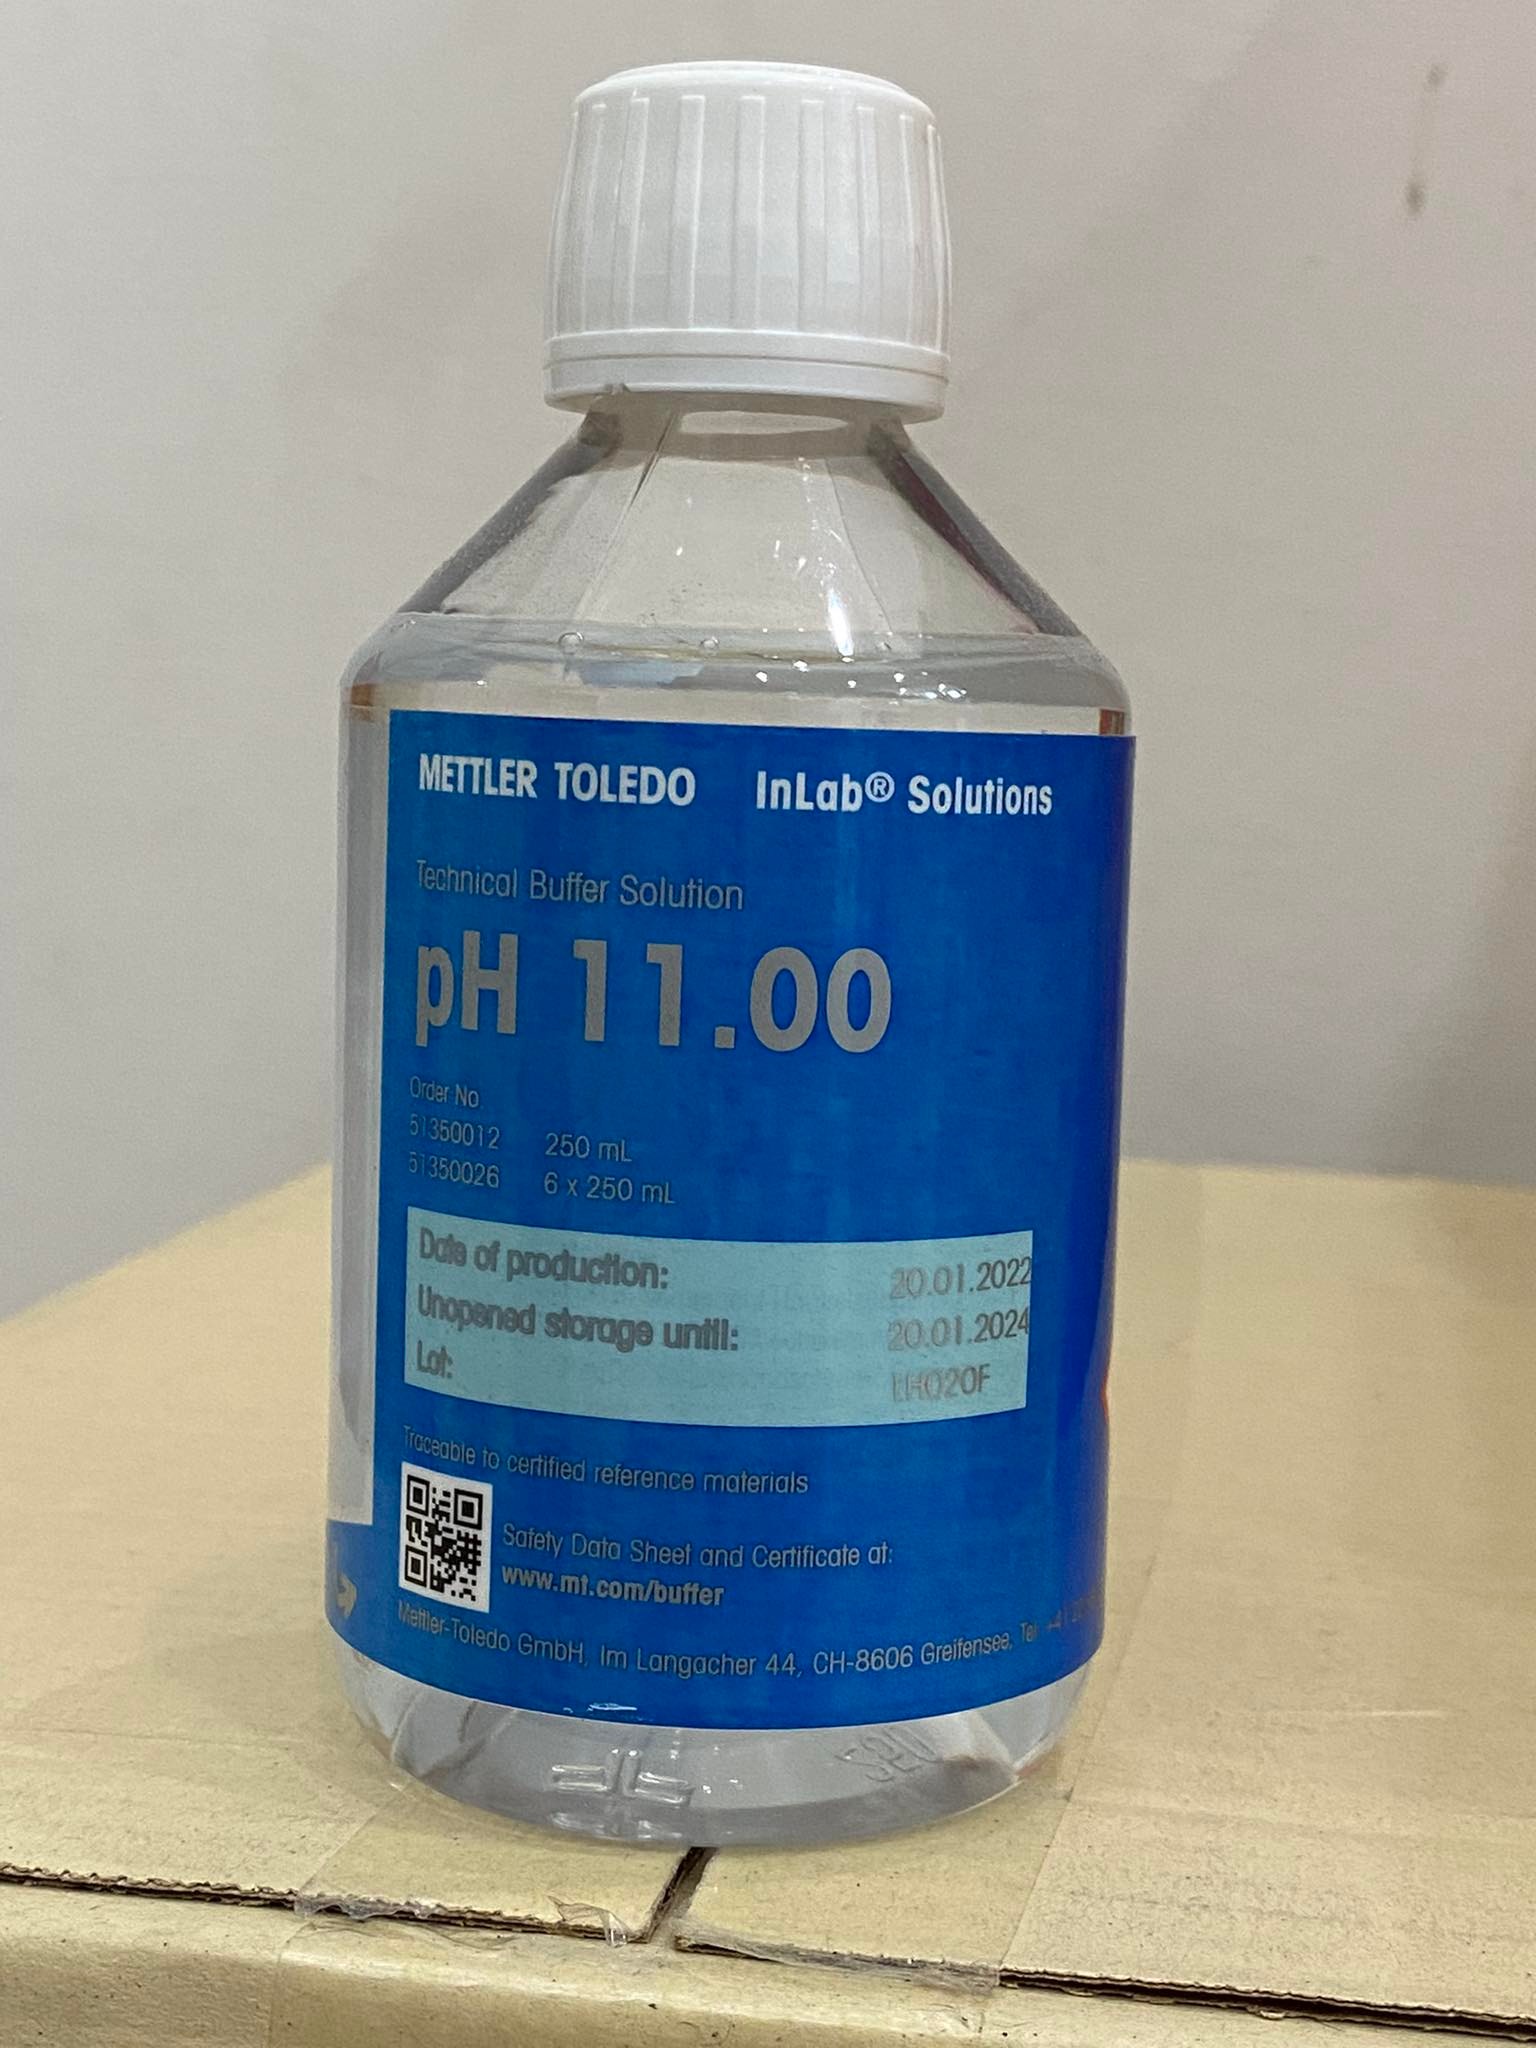 METTLER TOLEDO InLab® Solutions
Technical Buffer Solution
pH 11.00
Order No
51350012 250 mL
51350026 6 x 250 mL
Date of production: 20.01.2022
Unopened storage until: 20.01.2024
Lot: LH020F
Traceable to certified reference materials
Safety Data Sheet and Certificate at:
www.mt.com/buffer
Mettler-Toledo GmbH, Im Langacher 44, CH-8606 Greifensee, Tel